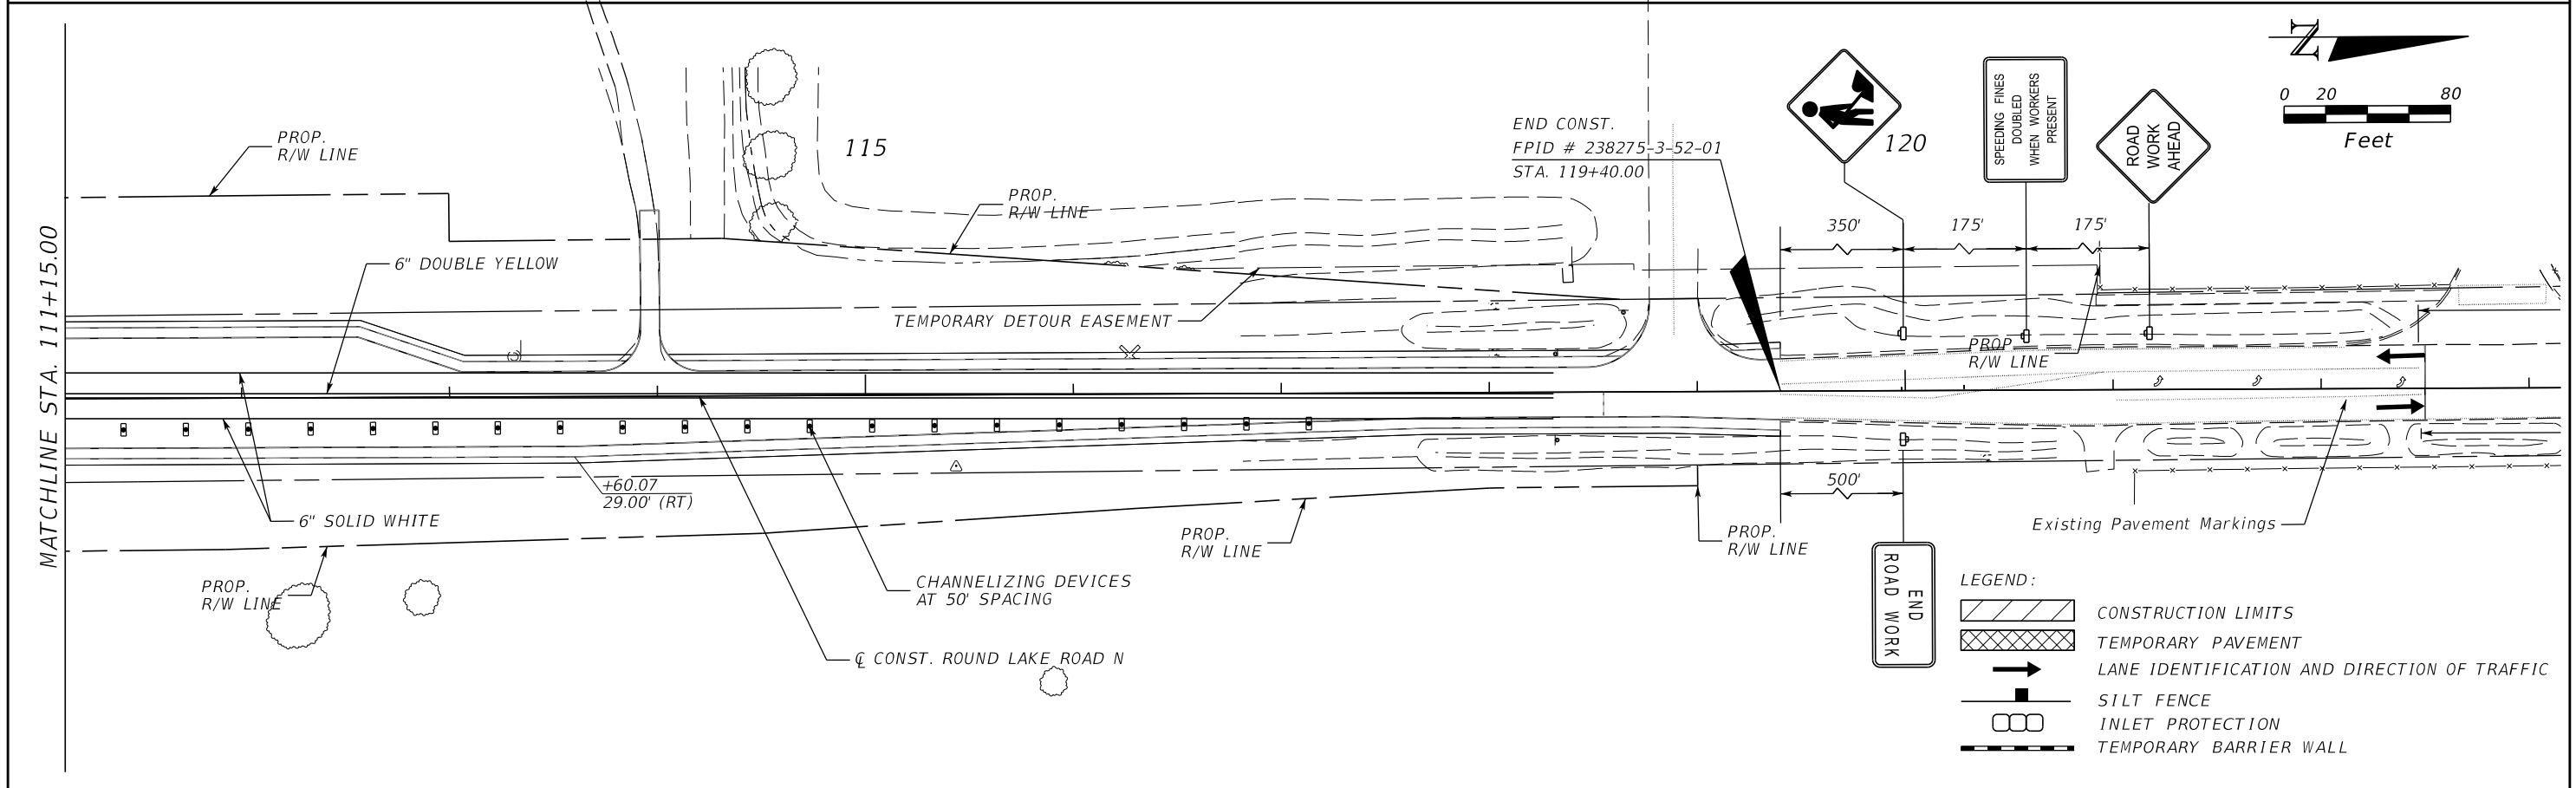 MATCHLINE STA. 111+15.00
PROP.
R/W LINE
6" DOUBLE YELLOW
115
PROP.
R/W LINE
TEMPORARY DETOUR EASEMENT
END CONST.
FPID # 238275-3-52-01
STA. 119+40.00
120
SPEEDING FINES
DOUBLED
WHEN WORKERS
PRESENT
ROAD
WORK
AHEAD
N
0 20 80
Feet
350'
175'
175'
PROP
R/W LINE
+60.07
29.00' (RT)
6" SOLID WHITE
PROP.
R/W LINE
CHANNELIZING DEVICES
AT 50' SPACING
℄ CONST. ROUND LAKE ROAD N
PROP.
R/W LINE
PROP.
R/W LINE
500'
END
ROAD WORK
Existing Pavement Markings
LEGEND:
CONSTRUCTION LIMITS
TEMPORARY PAVEMENT
LANE IDENTIFICATION AND DIRECTION OF TRAFFIC
SILT FENCE
INLET PROTECTION
TEMPORARY BARRIER WALL